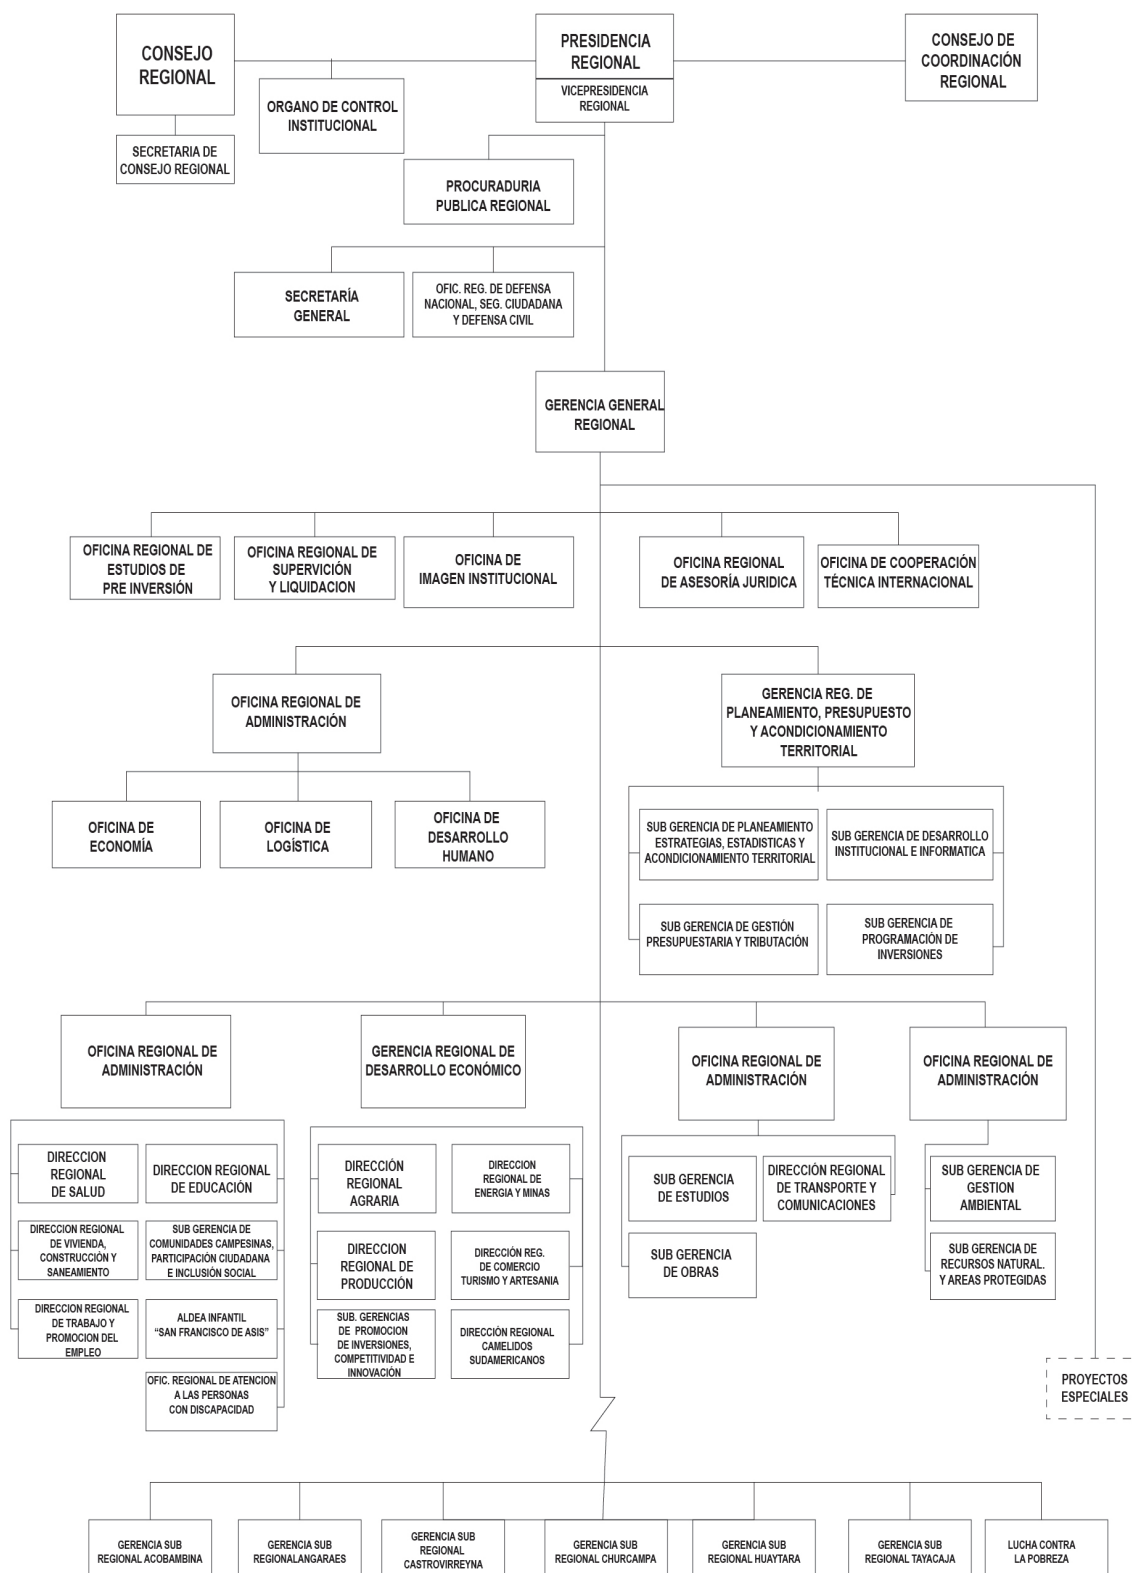 CONSEJO
REGIONAL
PRESIDENCIA
REGIONAL
VICEPRESIDENCIA
REGIONAL
CONSEJO DE
COORDINACIÓN
REGIONAL
ORGANO DE CONTROL
INSTITUCIONAL
SECRETARIA DE
CONSEJO REGIONAL
PROCURADURIA
PUBLICA REGIONAL
SECRETARÍA
GENERAL
OFIC. REG. DE DEFENSA
NACIONAL, SEG. CIUDADANA
Y DEFENSA CIVIL
GERENCIA GENERAL
REGIONAL
OFICINA REGIONAL DE
ESTUDIOS DE
PRE INVERSIÓN
OFICINA REGIONAL DE
SUPERVICIÓN
Y LIQUIDACION
OFICINA DE
IMAGEN INSTITUCIONAL
OFICINA REGIONAL
DE ASESORÍA JURIDICA
OFICINA DE COOPERACIÓN
TÉCNICA INTERNACIONAL
OFICINA REGIONAL DE
ADMINISTRACIÓN
GERENCIA REG. DE
PLANEAMIENTO, PRESUPUESTO
Y ACONDICIONAMIENTO
TERRITORIAL
OFICINA DE
ECONOMÍA
OFICINA DE
LOGÍSTICA
OFICINA DE
DESARROLLO
HUMANO
SUB GERENCIA DE PLANEAMIENTO
ESTRATEGIAS, ESTADISTICAS Y
ACONDICIONAMIENTO TERRITORIAL
SUB GERENCIA DE DESARROLLO
INSTITUCIONAL E INFORMATICA
SUB GERENCIA DE GESTIÓN
PRESUPUESTARIA Y TRIBUTACIÓN
SUB GERENCIA DE
PROGRAMACIÓN DE
INVERSIONES
OFICINA REGIONAL DE
ADMINISTRACIÓN
GERENCIA REGIONAL DE
DESARROLLO ECONÓMICO
OFICINA REGIONAL DE
ADMINISTRACIÓN
OFICINA REGIONAL DE
ADMINISTRACIÓN
DIRECCION
REGIONAL
DE SALUD
DIRECCION REGIONAL
DE EDUCACIÓN
DIRECCION REGIONAL
DE VIVIENDA,
CONSTRUCCIÓN Y
SANEAMIENTO
SUB GERENCIA DE
COMUNIDADES CAMPESINAS,
PARTICIPACIÓN CIUDADANA
E INCLUSIÓN SOCIAL
DIRECCION REGIONAL
DE TRABAJO Y
PROMOCION DEL
EMPLEO
ALDEA INFANTIL
“SAN FRANCISCO DE ASIS”
OFIC. REGIONAL DE ATENCION
A LAS PERSONAS
CON DISCAPACIDAD
DIRECCIÓN
REGIONAL
AGRARIA
DIRECCION
REGIONAL DE
ENERGIA Y MINAS
DIRECCION
REGIONAL DE
PRODUCCIÓN
DIRECCIÓN REG.
DE COMERCIO
TURISMO Y ARTESANIA
SUB. GERENCIAS
DE PROMOCION
DE INVERSIONES,
COMPETITIVIDAD E
INNOVACIÓN
DIRECCIÓN REGIONAL
CAMELIDOS
SUDAMERICANOS
SUB GERENCIA
DE ESTUDIOS
DIRECCIÓN REGIONAL
DE TRANSPORTE Y
COMUNICACIONES
SUB GERENCIA
DE OBRAS
SUB GERENCIA DE
GESTION
AMBIENTAL
SUB GERENCIA DE
RECURSOS NATURAL.
Y AREAS PROTEGIDAS
PROYECTOS
ESPECIALES
GERENCIA SUB
REGIONAL ACOBAMBINA
GERENCIA SUB
REGIONALANGARAES
GERENCIA SUB
REGIONAL
CASTROVIRREYNA
GERENCIA SUB
REGIONAL CHURCAMPA
GERENCIA SUB
REGIONAL HUAYTARA
GERENCIA SUB
REGIONAL TAYACAJA
LUCHA CONTRA
LA POBREZA